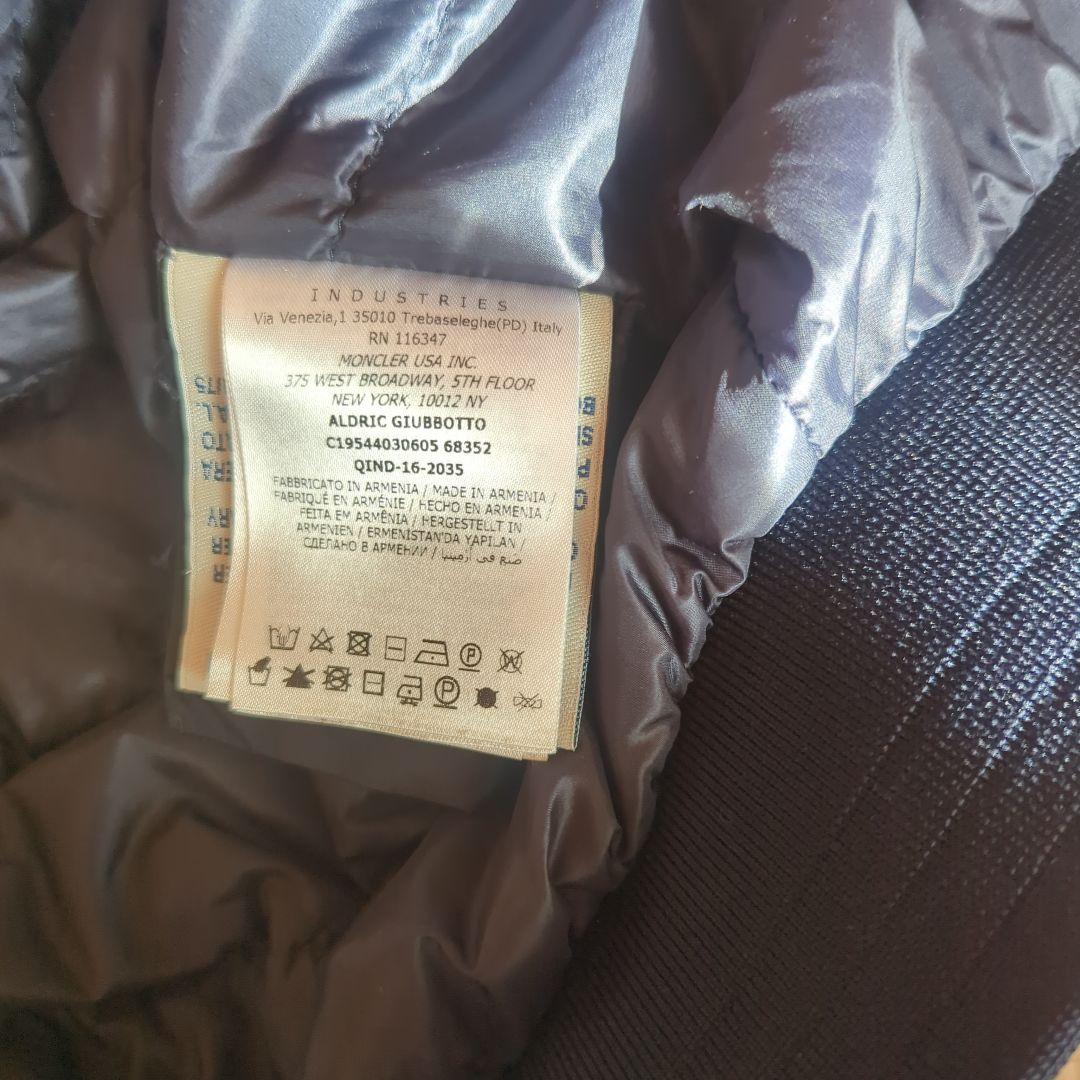 INDUSTRIES
Via Venezia,1 35010 Trebaseleghe(PD) Italy
RN 116347
MONCLER USA INC.
375 WEST BROADWAY, 5TH FLOOR
NEW YORK, 10012 NY
ALDRIC GIUBBOTTO
C19544030605 68352
QIND-16-2035
FABBRICATO IN ARMENIA / MADE IN ARMENIA /
FABRIQUÉ EN ARMÉNIE / HECHO EN ARMENIA /
FEITA EM ARMÊNIA / HERGESTELLT IN
ARMENIEN / ERMENISTAN'DA YAPILAN /
СДЕЛАНО В АРМЕНИИ / صنع في أرمينيا